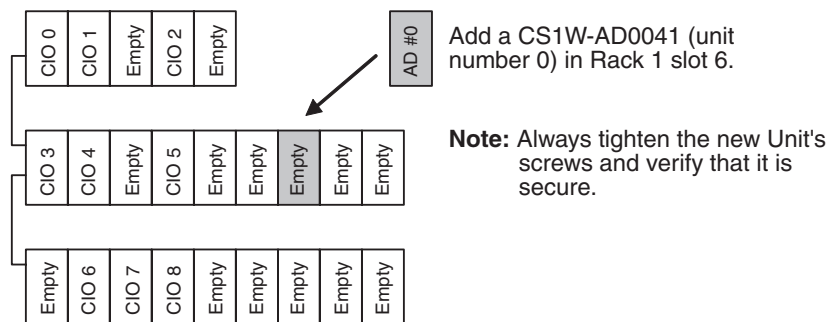 CIO 0
CIO 1
Empty
CIO 2
Empty
AD #0
Add a CS1W-AD0041 (unit
number 0) in Rack 1 slot 6.
CIO 3
CIO 4
Empty
CIO 5
Empty
Empty
Empty
Empty
Empty
Note: Always tighten the new Unit's
screws and verify that it is
secure.
Empty
CIO 6
CIO 7
CIO 8
Empty
Empty
Empty
Empty
Empty